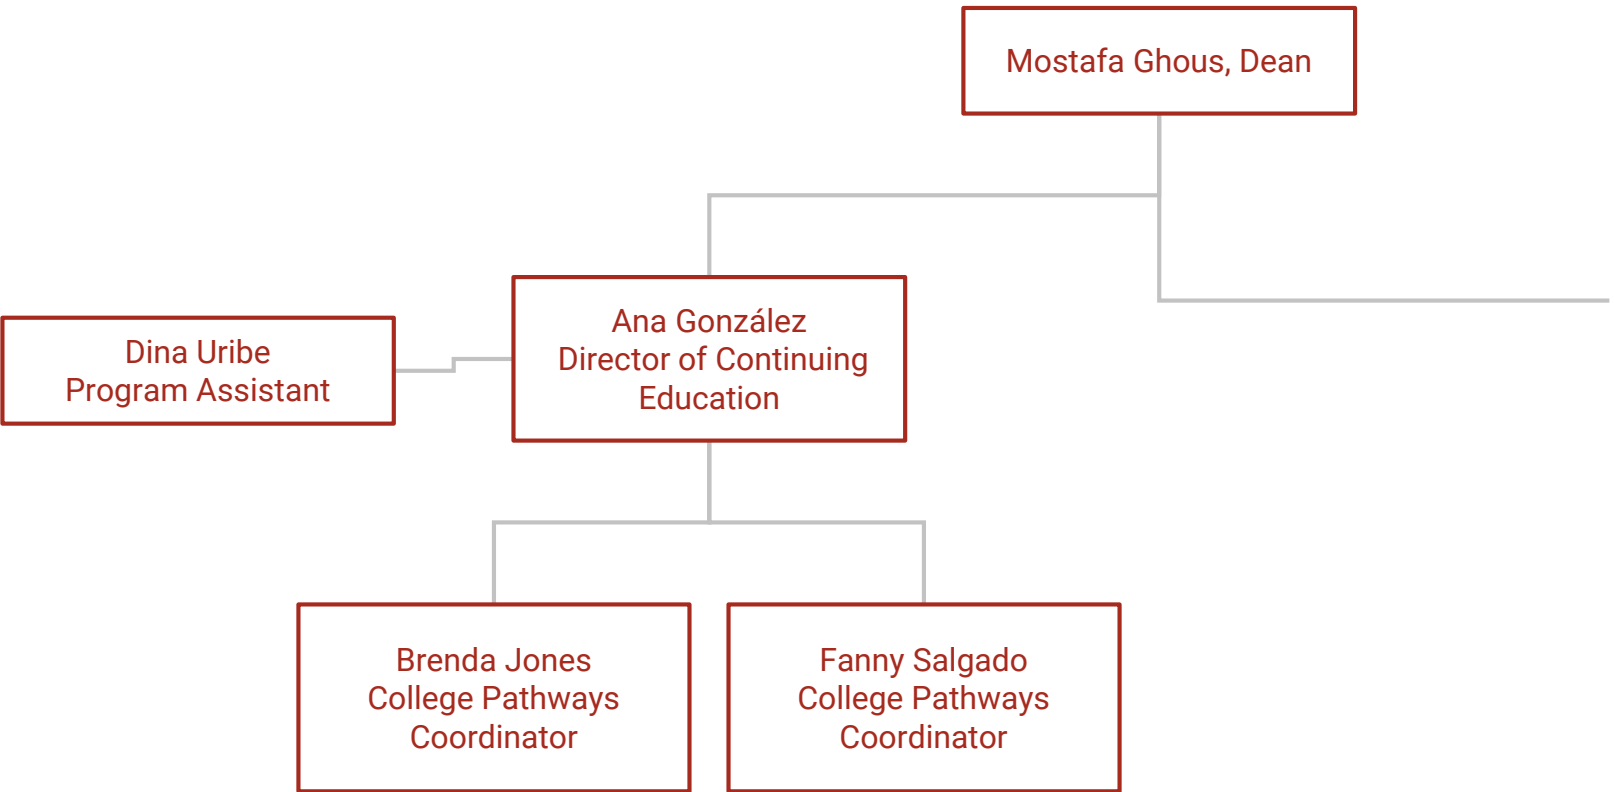 Mostafa Ghous, Dean
Ana González
Director of Continuing
Education
Dina Uribe
Program Assistant
Brenda Jones
College Pathways
Coordinator
Fanny Salgado
College Pathways
Coordinator